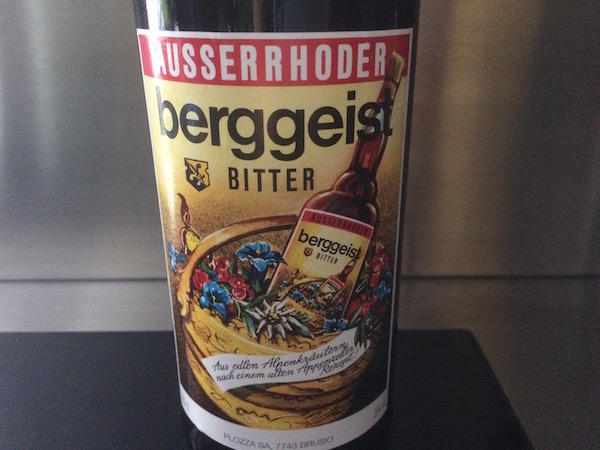 AUSSERRHODER
berggeist
BITTER
AUSSERRHODER
berggeist
BITTER
Aus edlen Alpenkräutern
nach einem alten Appenzeller
Rezept!
PLOZZA SA, 7743 BRUSIO